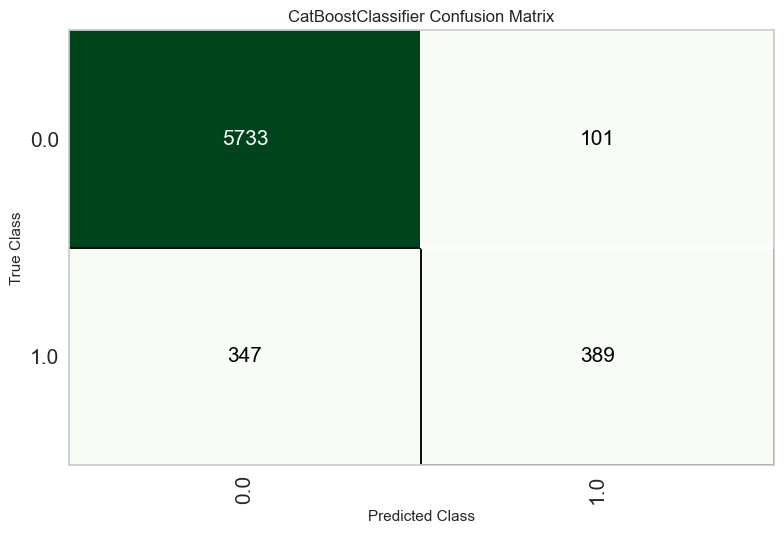 CatBoostClassifier Confusion Matrix
True Class
0.0
5733
101
1.0
347
389
0.0
1.0
Predicted Class